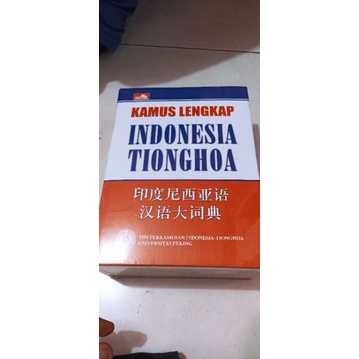 KAMUS LENGKAP
INDONESIA
TIONGHOA
印度尼西亚语
汉语大词典
TIM PERKAMUSAN INDONESIA-TIONGHOA
UNIVERSITAS PEKING